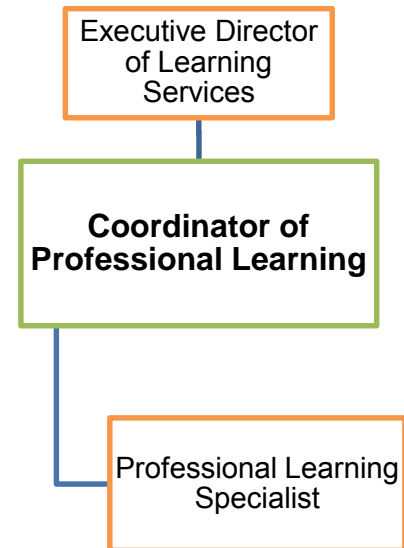 Executive Director
of Learning
Services
Coordinator of
Professional Learning
Professional Learning
Specialist